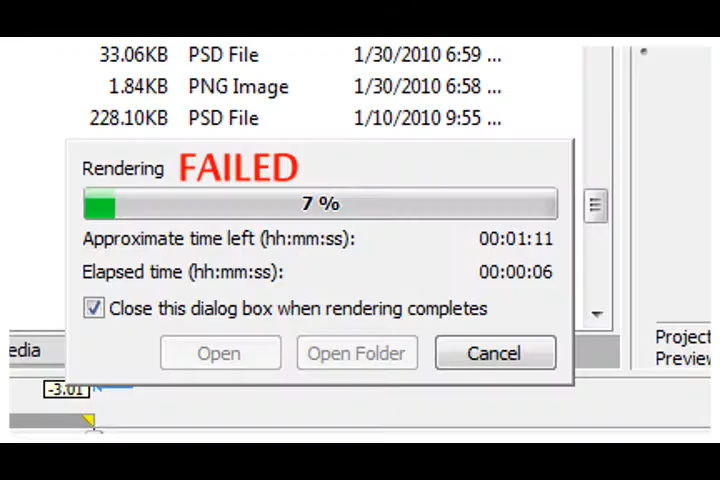 33.06KB PSD File 1/30/2010 6:59 ...
1.84KB PNG Image 1/30/2010 6:58 ...
228.10KB PSD File 1/10/2010 9:55 ...
Rendering FAILED
7 %
Approximate time left (hh:mm:ss): 00:01:11
Elapsed time (hh:mm:ss): 00:00:06
Close this dialog box when rendering completes
Open Open Folder Cancel
edia
Project
Preview
-3.01